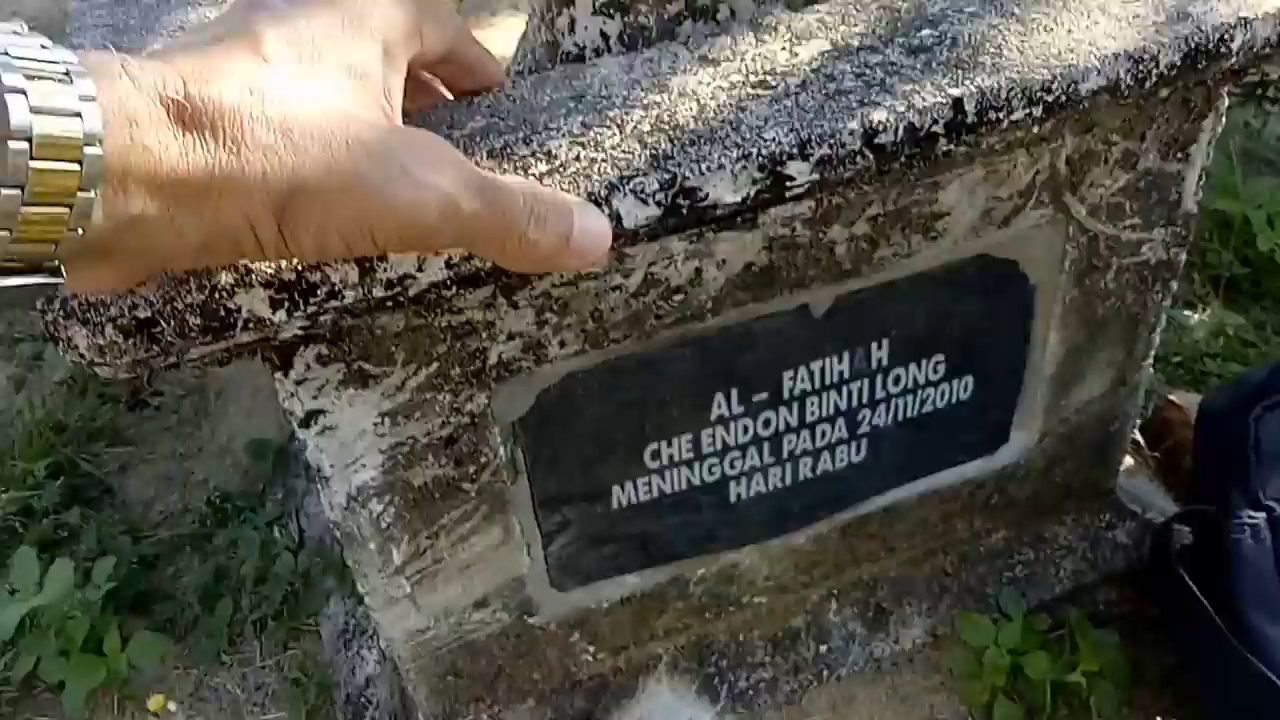 AL - FATIHAH
CHE ENDON BINTI LONG
MENINGGAL PADA 24/11/2010
HARI RABU